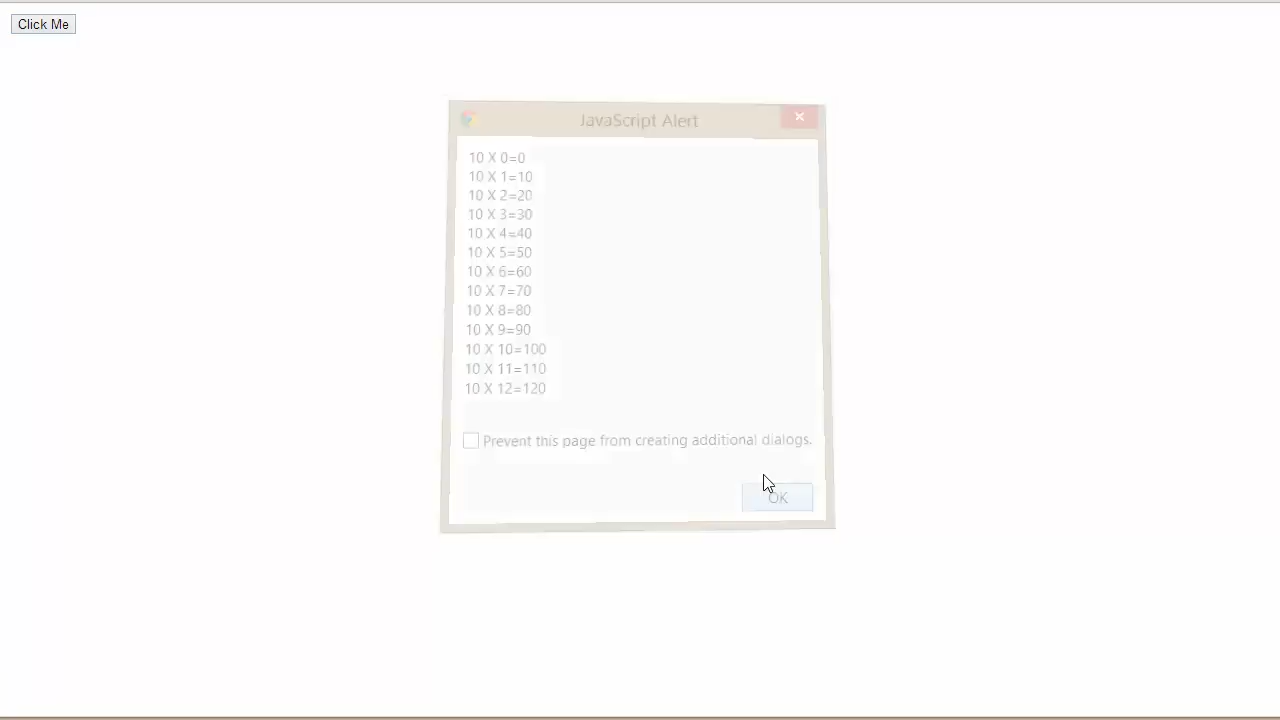 Click Me
JavaScript Alert
10 X 0=0
10 X 1=10
10 X 2=20
10 X 3=30
10 X 4=40
10 X 5=50
10 X 6=60
10 X 7=70
10 X 8=80
10 X 9=90
10 X 10=100
10 X 11=110
10 X 12=120
Prevent this page from creating additional dialogs.
OK